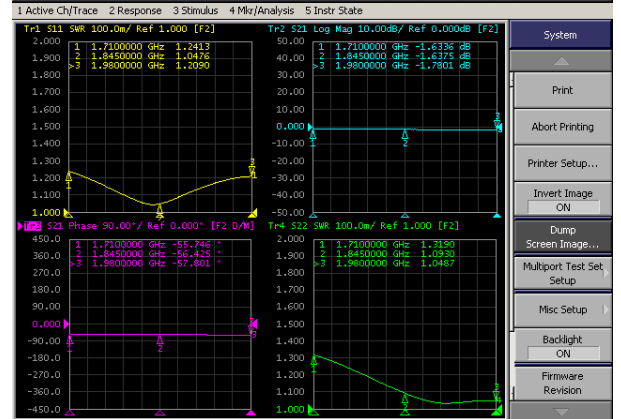 1 Active Ch/Trace 2 Response 3 Stimulus 4 Mkr/Analysis 5 Instr State
Tr1 S11 SWR 100.0m/ Ref 1.000 [F2]
2.000
1 1.7100000 GHz 1.2413
2 1.8450000 GHz 1.0476
>3 1.9800000 GHz 1.2090
1.900
1.800
1.700
1.600
1.500
1.400
1.300
1.200
1.100
1.000
1
2
3
Tr2 S21 Log Mag 10.00dB/ Ref 0.000dB [F2]
50.00
1 1.7100000 GHz -1.6336 dB
2 1.8450000 GHz -1.6375 dB
>3 1.9800000 GHz -1.7801 dB
40.00
30.00
20.00
10.00
0.000
-10.00
-20.00
-30.00
-40.00
-50.00
1
2
Tr3 S21 Phase 90.00°/ Ref 0.000° [F2 D/M]
450.0
1 1.7100000 GHz -55.746 °
2 1.8450000 GHz -56.425 °
>3 1.9800000 GHz -57.801 °
360.0
270.0
180.0
90.00
0.000
-90.00
-180.0
-270.0
-360.0
-450.0
1
2
3
Tr4 S22 SWR 100.0m/ Ref 1.000 [F2]
2.000
1 1.7100000 GHz 1.3190
2 1.8450000 GHz 1.0930
>3 1.9800000 GHz 1.0487
1.900
1.800
1.700
1.600
1.500
1.400
1.300
1.200
1.100
1.000
1
2
System
Print
Abort Printing
Printer Setup...
Invert Image
ON
Dump
Screen Image...
Multiport Test Set
Setup
Misc Setup
Backlight
ON
Firmware
Revision